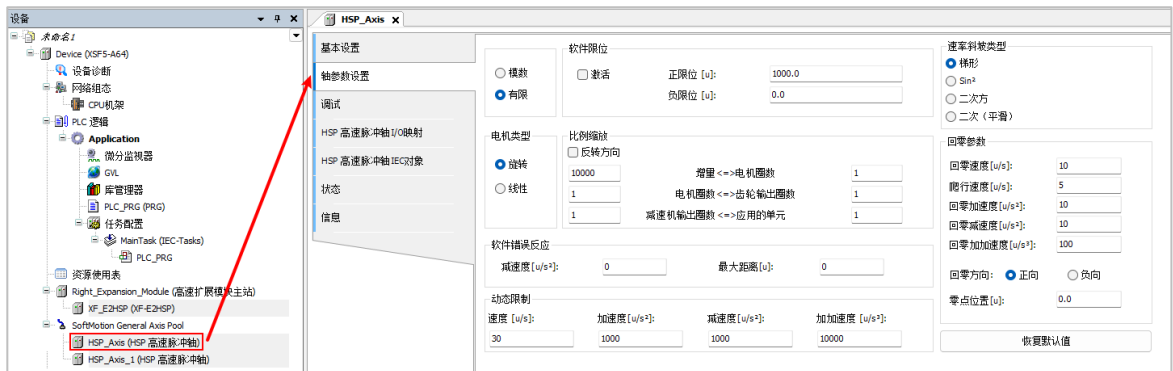 设备
未命名1
Device (XSF5-A64)
设备诊断
网络组态
CPU机架
PLC 逻辑
Application
微分监视器
GVL
库管理器
PLC_PRG (PRG)
任务配置
MainTask (IEC-Tasks)
PLC_PRG
资源使用表
Right_Expansion_Module (高速扩展模块主站)
XF_E2HSP (XF-E2HSP)
SoftMotion General Axis Pool
HSP_Axis (HSP 高速脉冲轴)
HSP_Axis_1 (HSP 高速脉冲轴)
HSP_Axis
基本设置
轴参数设置
调试
HSP 高速脉冲轴 I/O映射
HSP 高速脉冲轴 IEC对象
状态
信息
模数
有限
软件限位
激活
正限位 [u]: 1000.0
负限位 [u]: 0.0
电机类型
旋转
线性
比例缩放
反转方向
10000 增量 <=>电机圈数 1
1 电机圈数 <=>齿轮输出圈数 1
1 减速机输出圈数 <=>应用的单元 1
软件错误反应
减速度[u/s²]: 0 最大距离[u]: 0
动态限制
速度 [u/s]: 加速度[u/s²]: 减速度[u/s²]: 加加速度 [u/s³]:
30 1000 1000 10000
速率斜坡类型
梯形
Sin²
二次方
二次 (平滑)
回零参数
回零速度[u/s]: 10
爬行速度[u/s]: 5
回零加速度[u/s²]: 10
回零减速度[u/s²]: 10
回零加加速度[u/s³]: 100
回零方向: 正向 负向
零点位置[u]: 0.0
恢复默认值